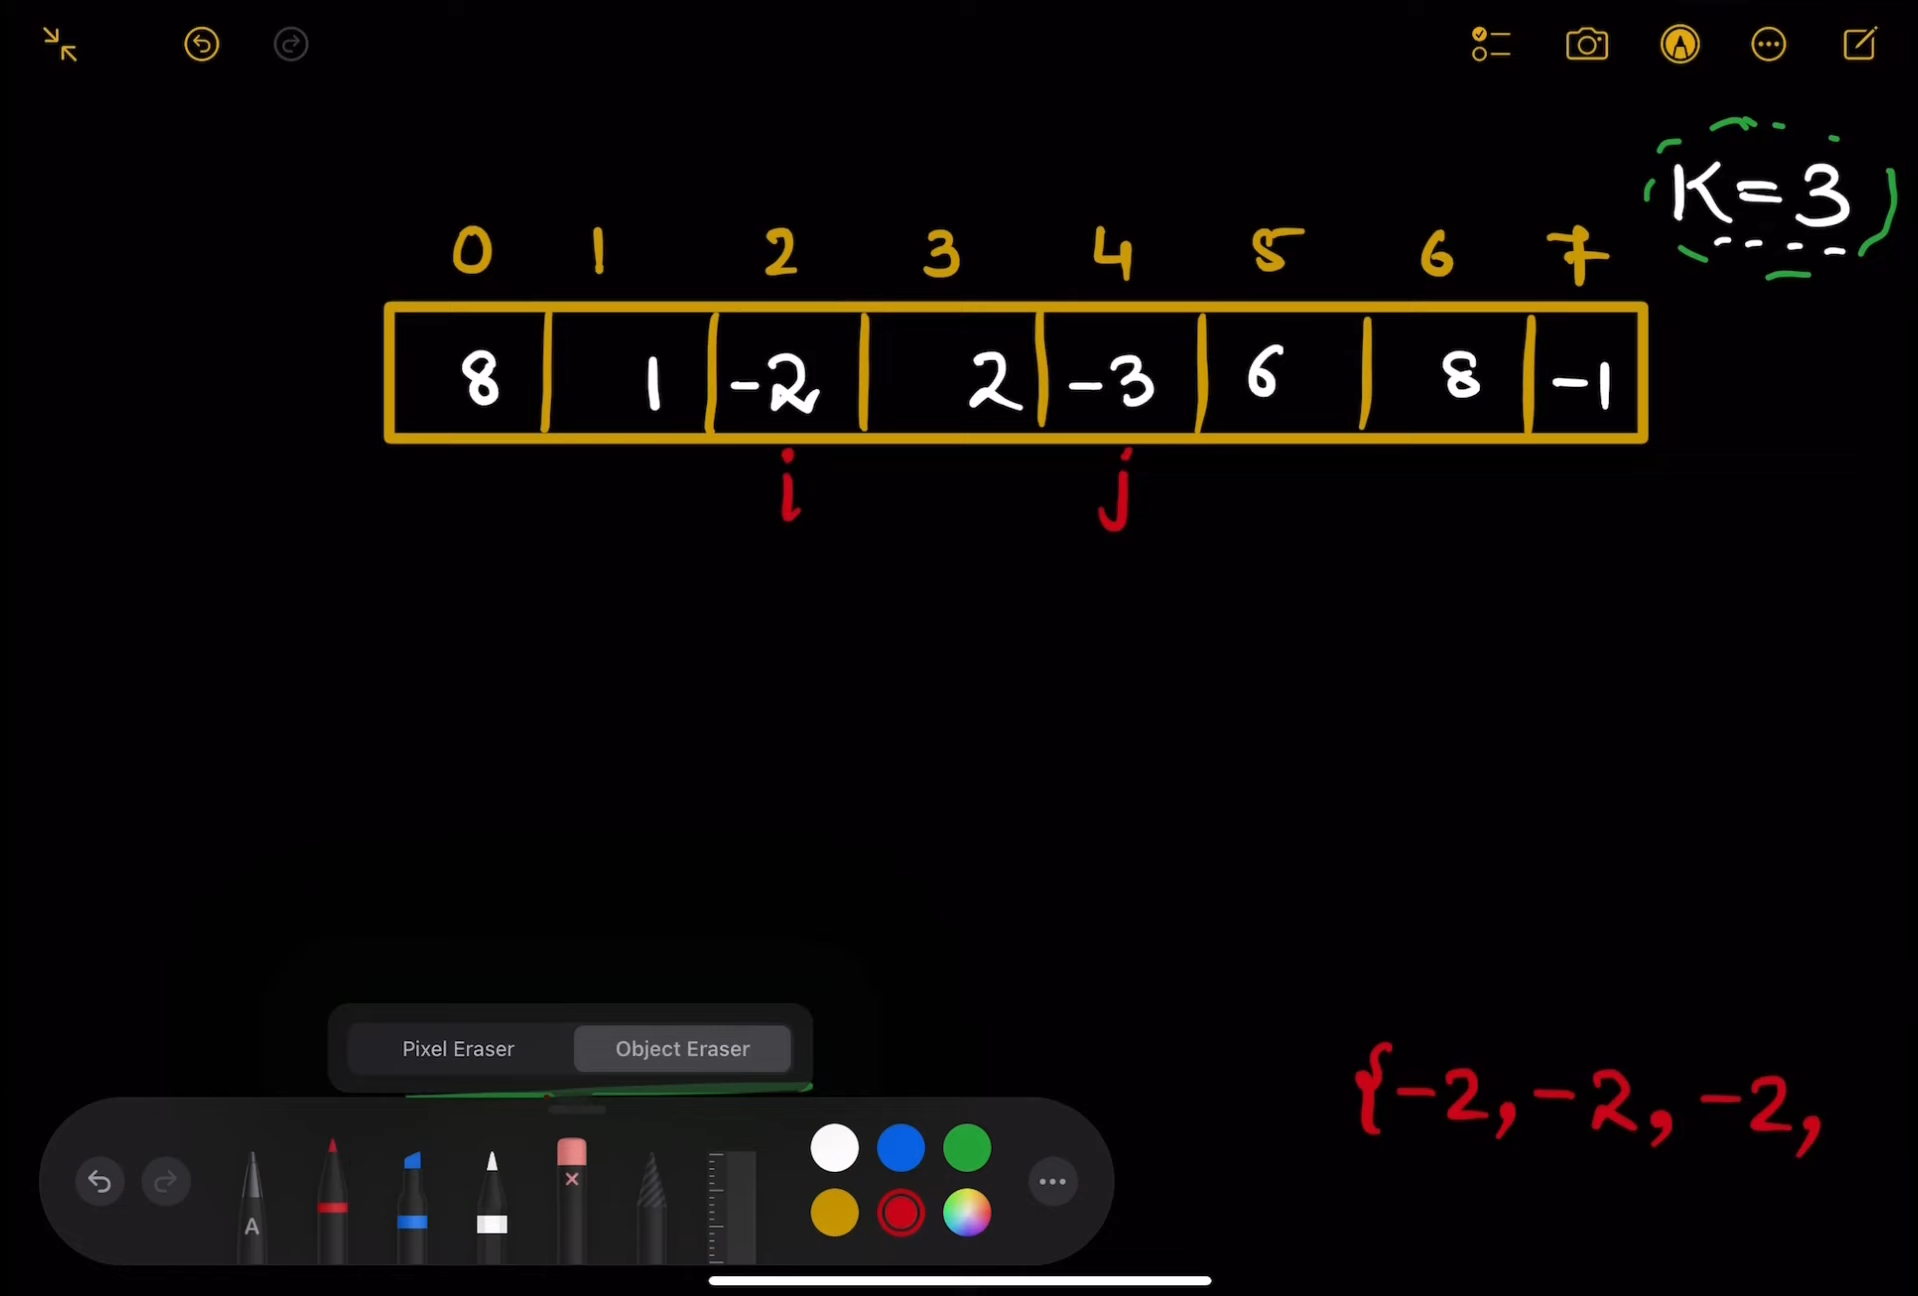 K=3
0 1 2 3 4 5 6 7
8 1 -2 2 -3 6 8 -1
i j
Pixel Eraser Object Eraser
{-2, -2, -2,
A